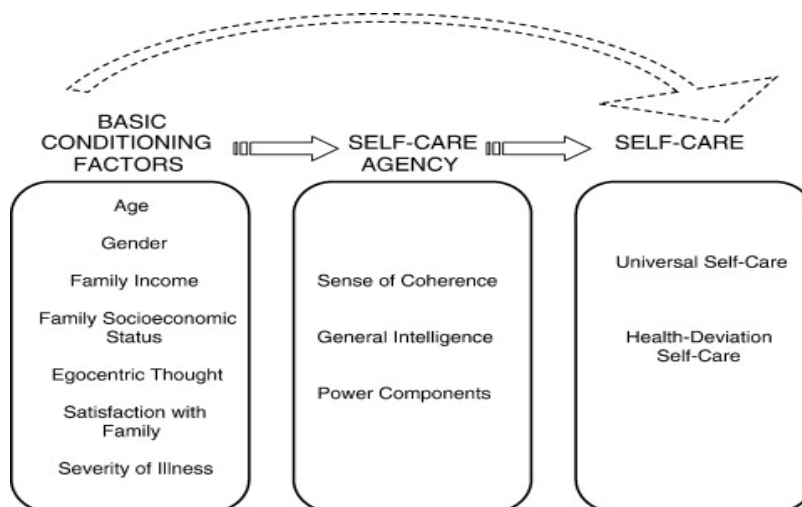 BASIC
CONDITIONING
FACTORS
Age
Gender
Family Income
Family Socioeconomic
Status
Egocentric Thought
Satisfaction with
Family
Severity of Illness
SELF-CARE
AGENCY
Sense of Coherence
General Intelligence
Power Components
SELF-CARE
Universal Self-Care
Health-Deviation
Self-Care